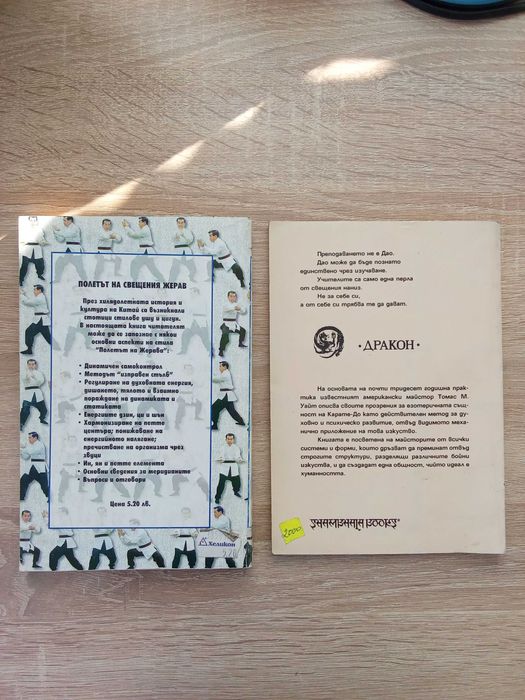 ПОЛЕТЪТ НА СВЕЩЕНИЯ ЖЕРАВ
През хилядолетната история и
култура на Китай са възникнали
стотици стилове ушу и цигун.
В настоящата книга читателят
може да се запознае с някои
основни аспекти на стила
"Полетът на Жерава":
• Динамичен самоконтрол
• Методът "изправен стълб"
• Регулиране на духовната енергия,
дишането, тялото и взаимно
пораждане на динамиката и
статиката
• Енергиите дзин, ци и шън
• Хармонизиране на петте
центъра; понижаване на
енергийното налягане;
пречистване на организма чрез
звуци
• Ин, ян и петте елемента
• Основни сведения за меридианите
• Въпроси и отговори
Цена 5.20 лв.
Хеликон
5,20
Преподаването не е Дао.
Дао може да бъде познато
единствено чрез изучаване.
Учителите са само една перла
от свещения наниз.
Не за себе си,
а от себе си трябва те да дават.
•ДРАКОН•
На основата на почти тридесет годишна прак-
тика известният американски майстор Томас М.
Уайт описва своите прозрения за езотеричната същ-
ност на Карате-До като действителен метод за ду-
ховно и психическо развитие, отвъд видимото меха-
нично приложение на това изкуство.
Книгата е посветена на майсторите от всички
системи и форми, които дръзват да преминат отвъд
строгите структури, разделящи различните бойни
изкуства, и да създадат една общност, чийто идеал е
хуманността.
SHAMBHALA BOOKS®
2000